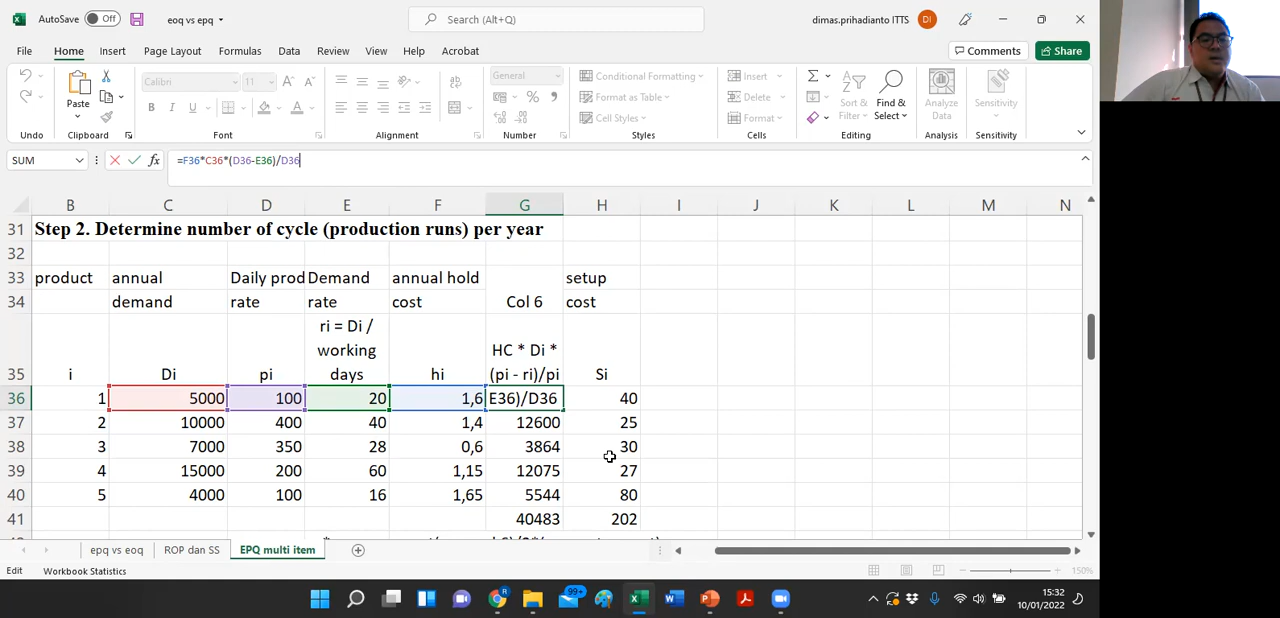 AutoSave Off eoq vs epq Search (Alt+Q) dimas.prihadianto ITTS DI
File Home Insert Page Layout Formulas Data Review View Help Acrobat Comments Share
Calibri 11 General Conditional Formatting Insert
Paste Format as Table Delete Sort & Find & Analyze Sensitivity
Cell Styles Format Filter Select Data
Undo Clipboard Font Alignment Number Styles Cells Editing Analysis Sensitivity
SUM =F36*C36*(D36-E36)/D36
B C D E F G H I J K L M N
31 Step 2. Determine number of cycle (production runs) per year
32
33 product annual Daily prod Demand annual hold setup
34 demand rate rate cost Col 6 cost
ri = Di /
working HC * Di *
35 i Di pi days hi (pi - ri)/pi Si
36 1 5000 100 20 1,6 E36)/D36 40
37 2 10000 400 40 1,4 12600 25
38 3 7000 350 28 0,6 3864 30
39 4 15000 200 60 1,15 12075 27
40 5 4000 100 16 1,65 5544 80
41 40483 202
epq vs eoq ROP dan SS EPQ multi item
Edit Workbook Statistics 150%
99+ 15:32
10/01/2022